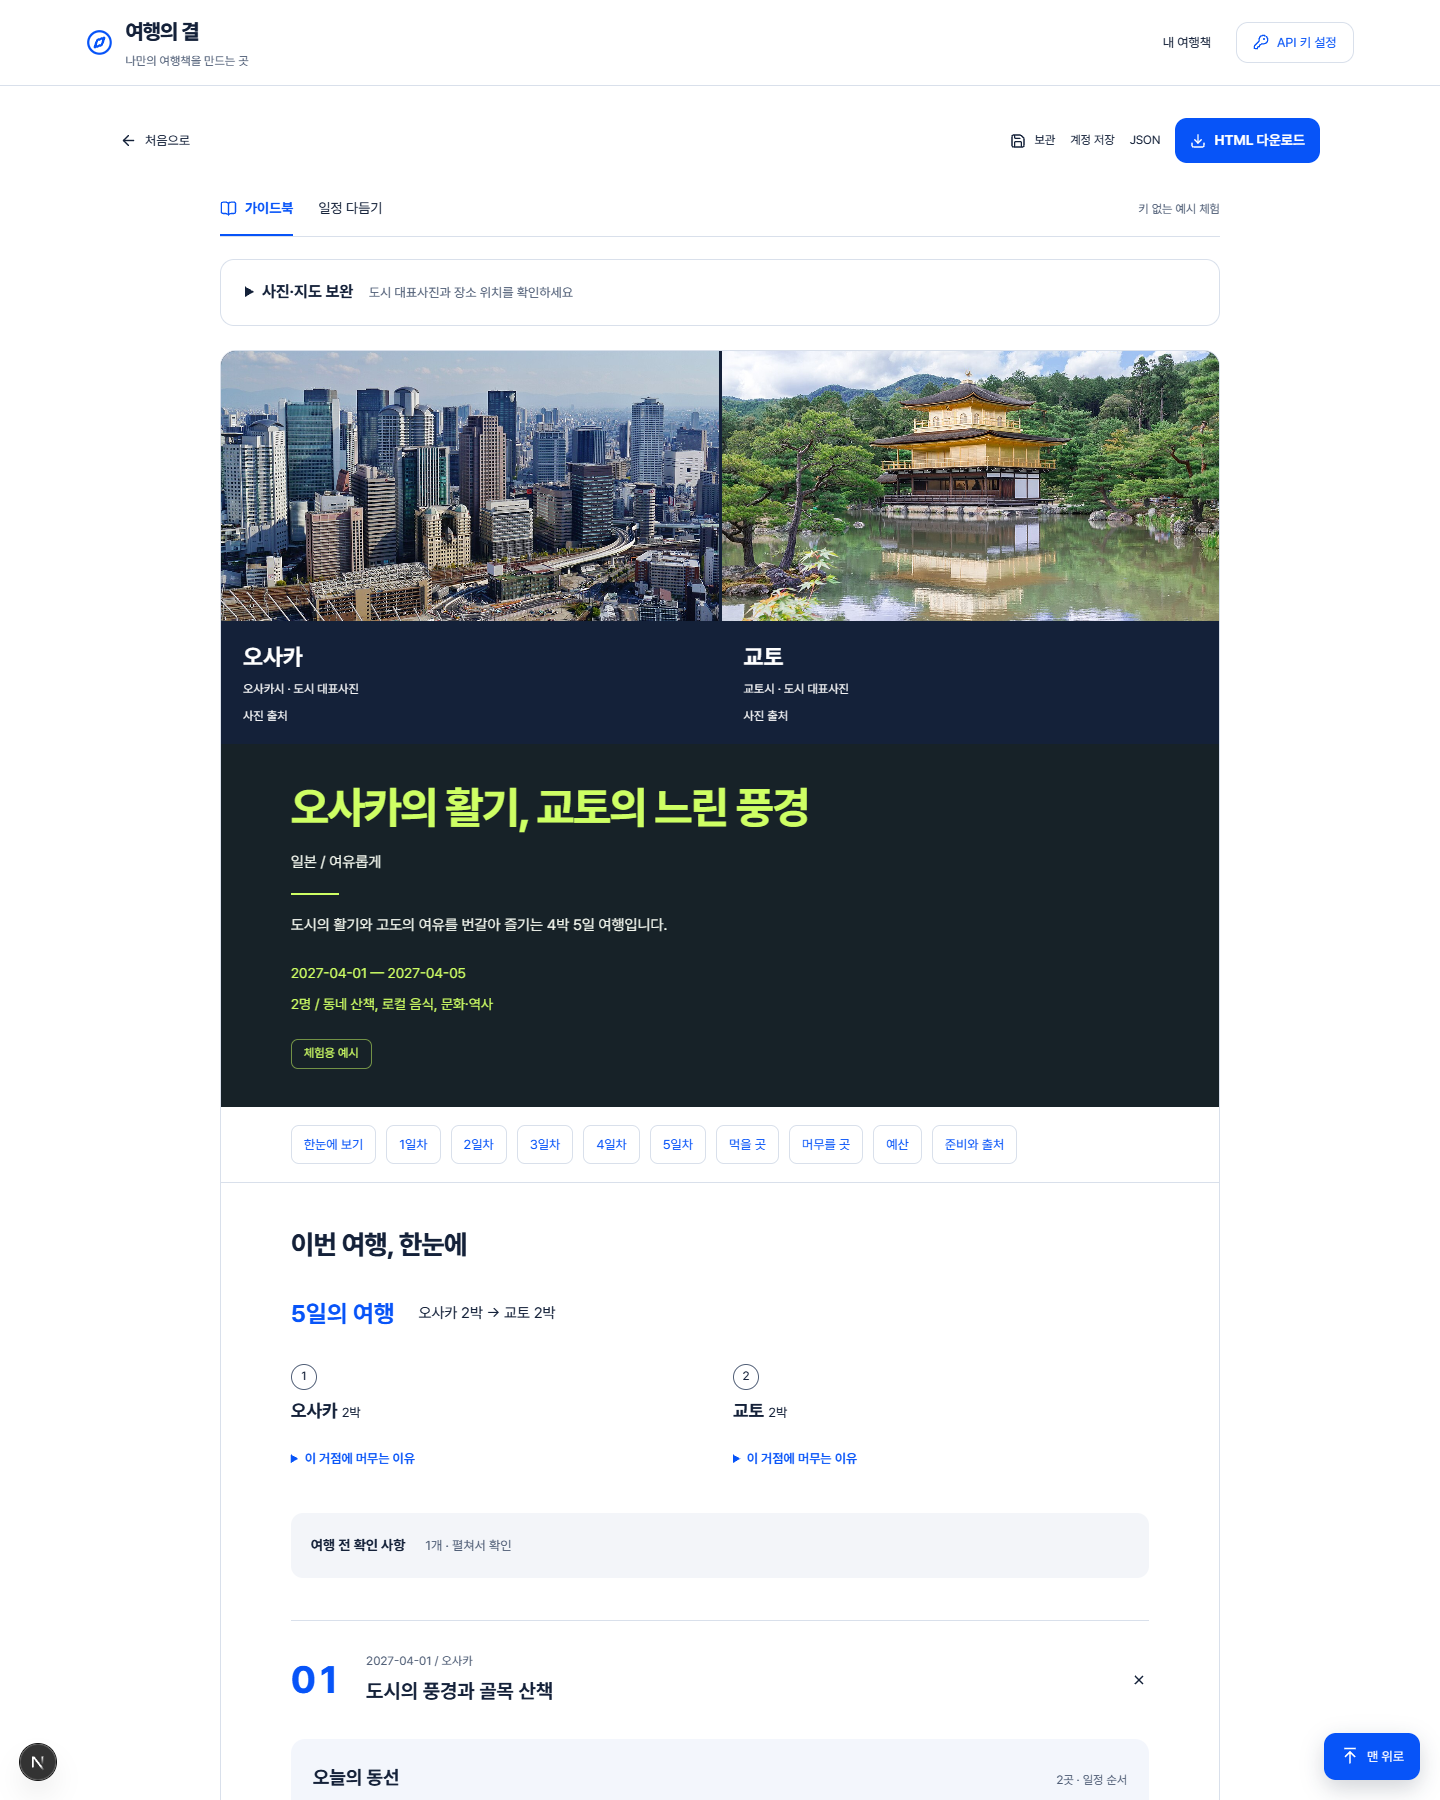 여행의 결
나만의 여행책을 만드는 곳
내 여행책
API 키 설정
처음으로
보관
계정 저장
JSON
HTML 다운로드
가이드북
일정 다듬기
키 없는 예시 체험
사진·지도 보완
도시 대표사진과 장소 위치를 확인하세요
오사카
오사카시 · 도시 대표사진
사진 출처
교토
교토시 · 도시 대표사진
사진 출처
오사카의 활기, 교토의 느린 풍경
일본 / 여유롭게
도시의 활기와 고도의 여유를 번갈아 즐기는 4박 5일 여행입니다.
2027-04-01 — 2027-04-05
2명 / 동네 산책, 로컬 음식, 문화·역사
체험용 예시
한눈에 보기
1일차
2일차
3일차
4일차
5일차
먹을 곳
머무를 곳
예산
준비와 출처
이번 여행, 한눈에
5일의 여행
오사카 2박 → 교토 2박
1
오사카 2박
이 거점에 머무는 이유
2
교토 2박
이 거점에 머무는 이유
여행 전 확인 사항
1개 · 펼쳐서 확인
01
2027-04-01 / 오사카
도시의 풍경과 골목 산책
오늘의 동선
2곳 · 일정 순서
N
맨 위로